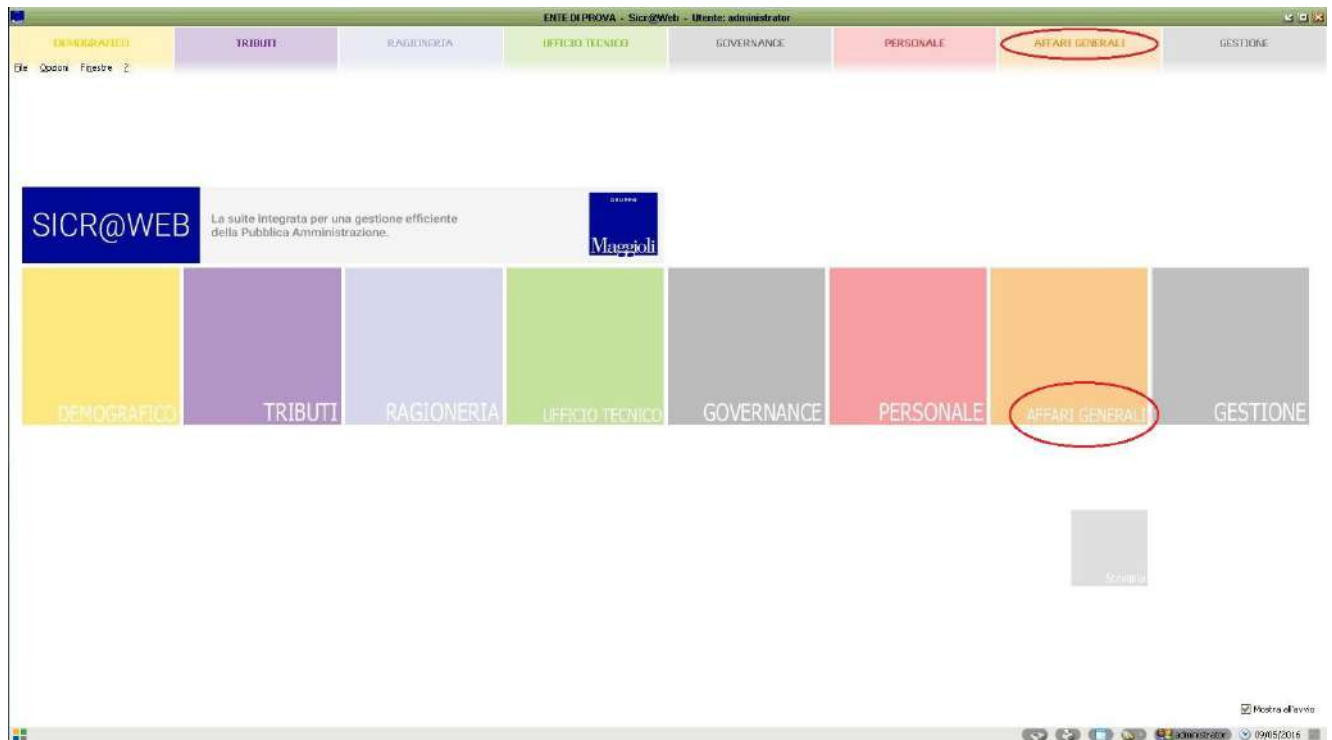 ENTE DI PROVA - Sicr@Web - Utente: administrator
DEMOGRAFICO TRIBUTI RAGIONERIA UFFICIO TECNICO GOVERNANCE PERSONALE AFFARI GENERALI GESTIONE
File Opzioni Finestre ?
SICR@WEB
La suite integrata per una gestione efficiente
della Pubblica Amministrazione.
GRUPPO
Maggioli
DEMOGRAFICO TRIBUTI RAGIONERIA UFFICIO TECNICO GOVERNANCE PERSONALE AFFARI GENERALI GESTIONE
Scrivania
Mostra all'avvio
administrator 09/05/2016